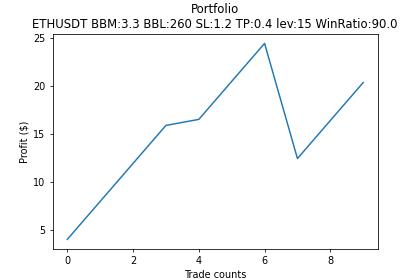 Portfolio
ETHUSDT BBM:3.3 BBL:260 SL:1.2 TP:0.4 lev:15 WinRatio:90.0
25
20
15
10
5
Profit ($)
0 2 4 6 8
Trade counts